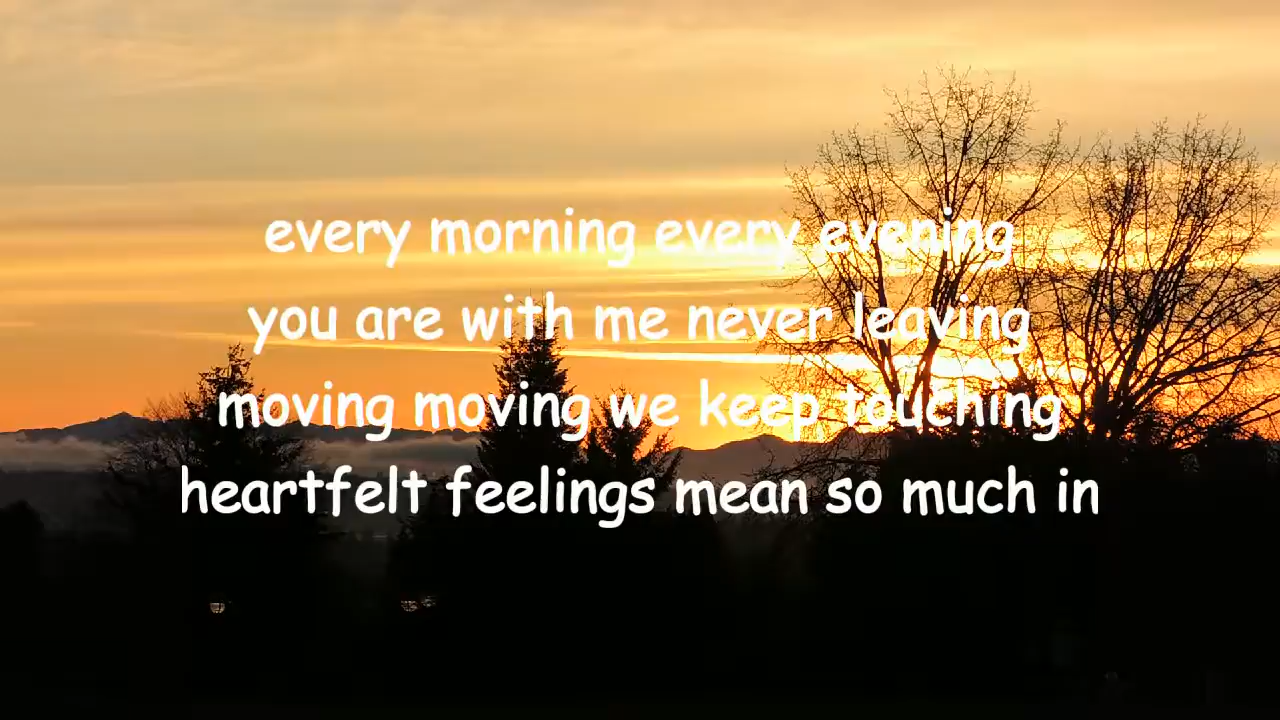 every morning every evening
you are with me never leaving
moving moving we keep touching
heartfelt feelings mean so much in